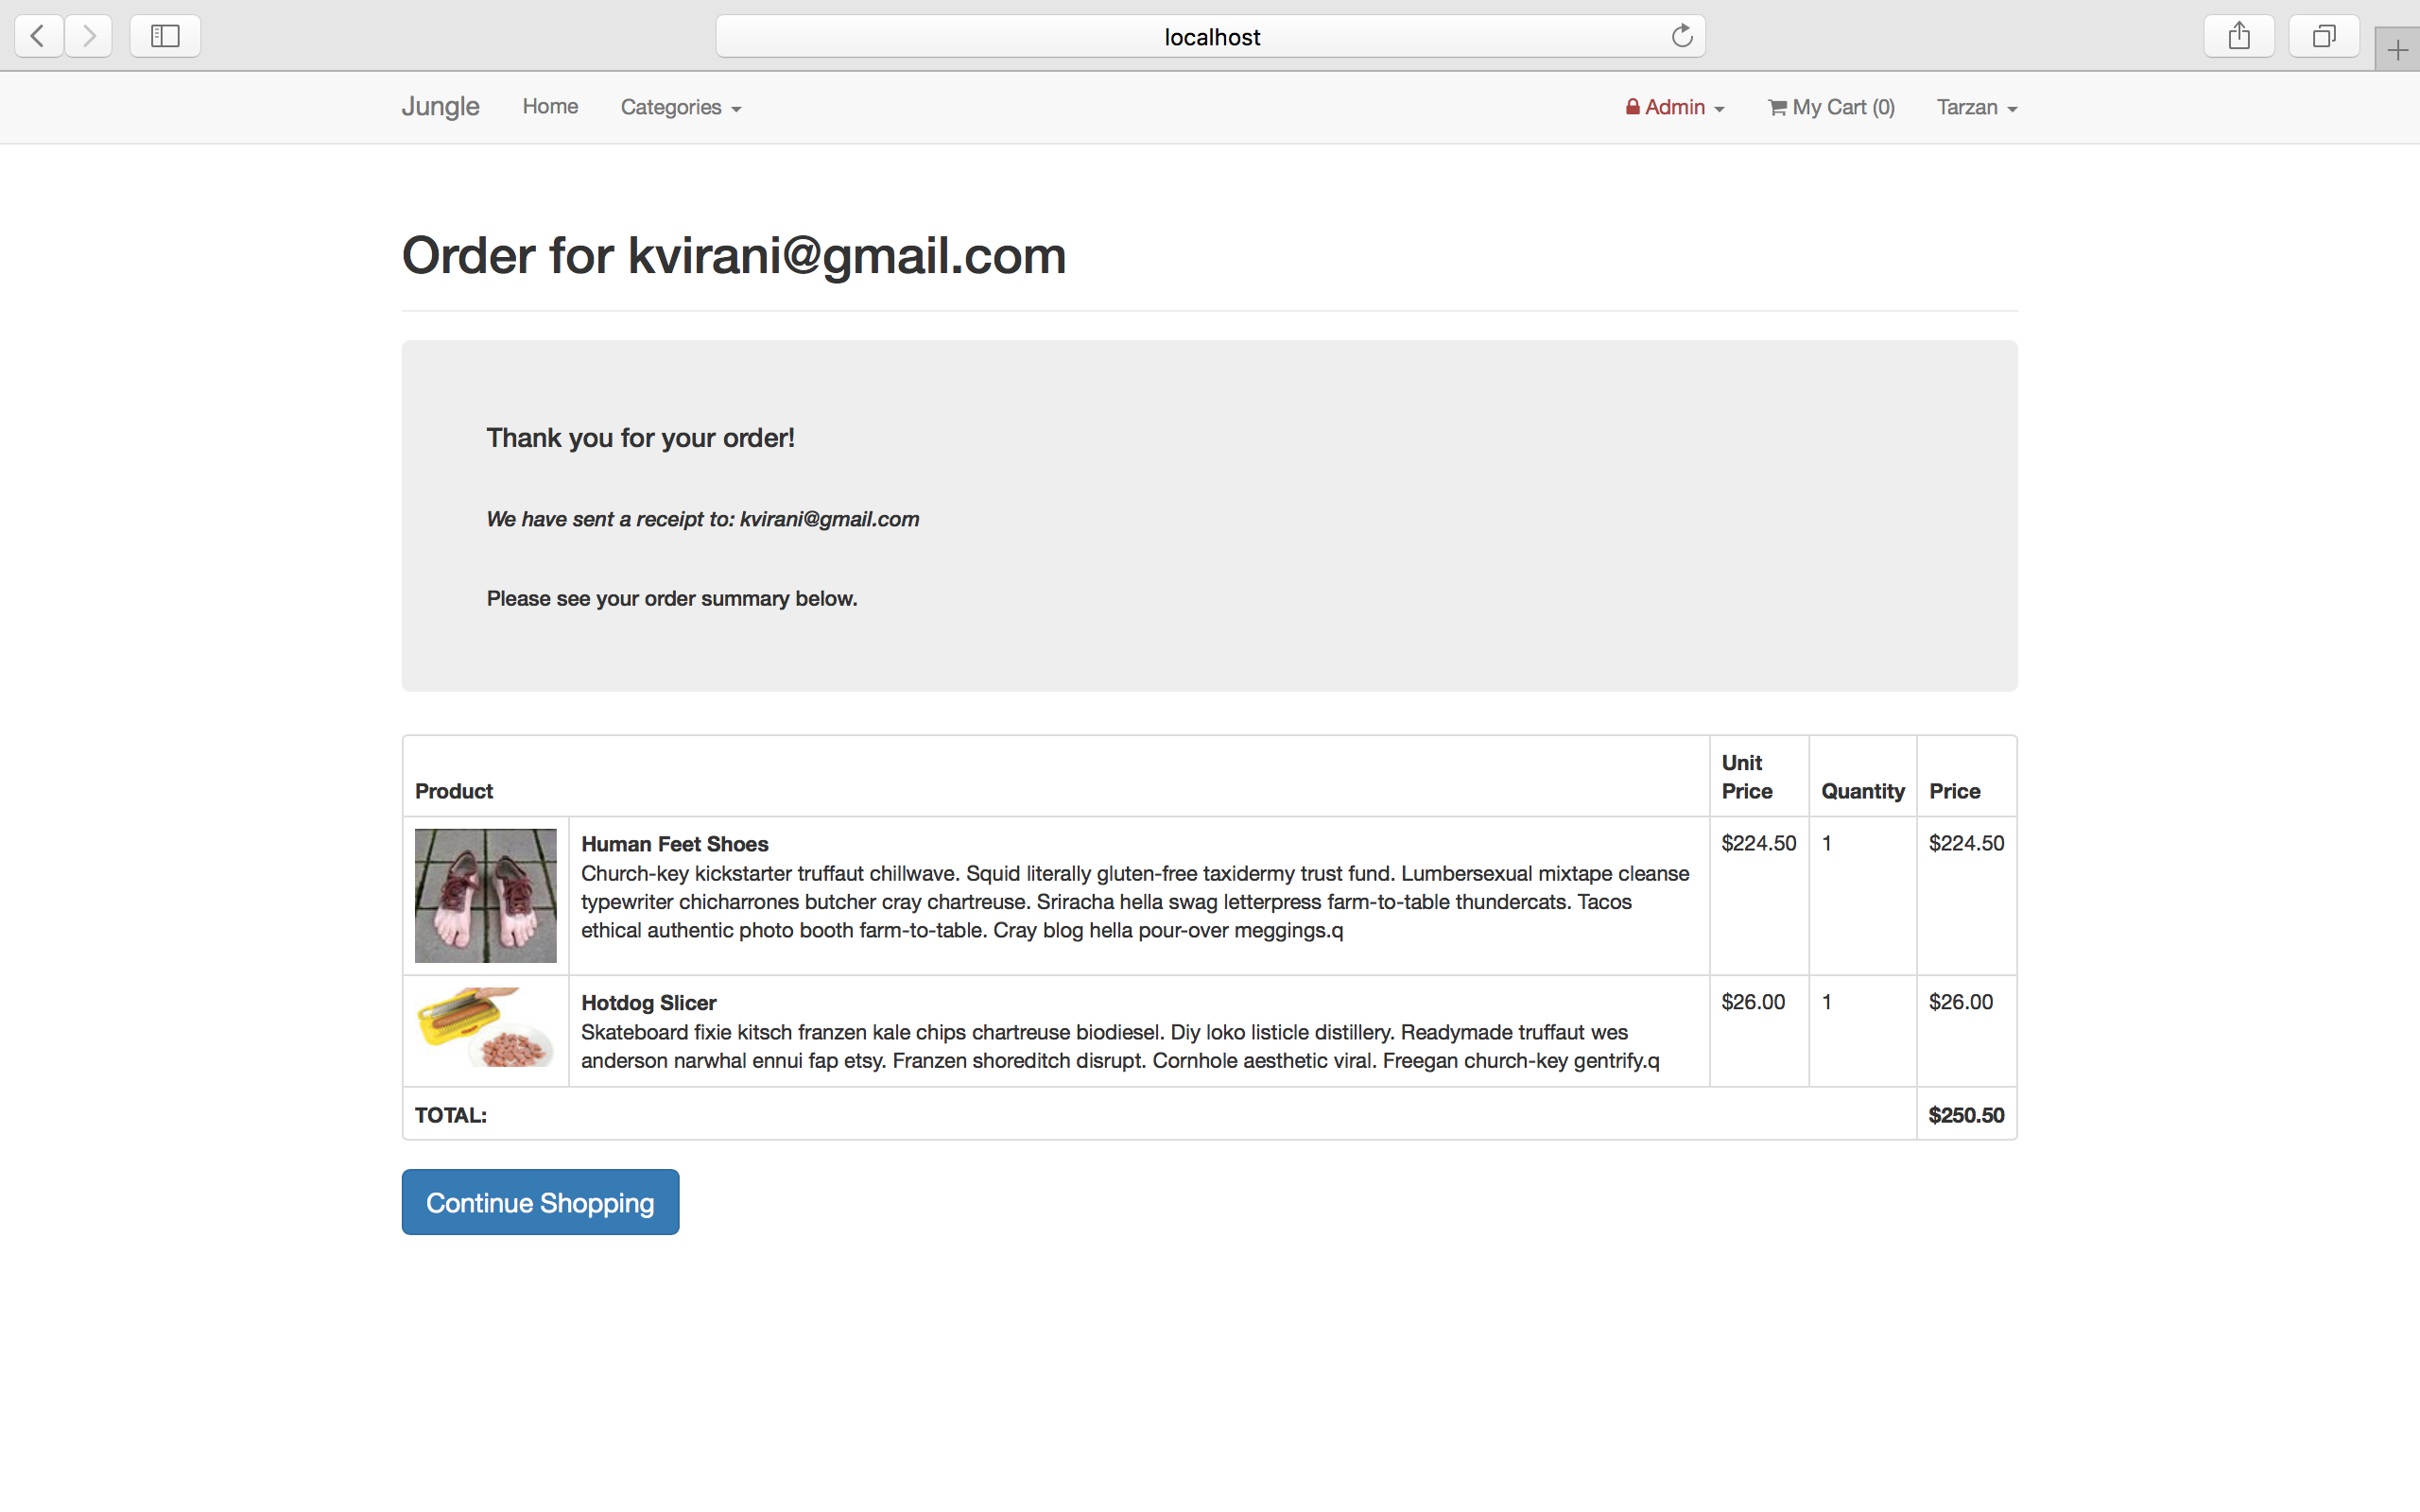 localhost
Jungle Home Categories Admin My Cart (0) Tarzan
Order for kvirani@gmail.com
Thank you for your order!
We have sent a receipt to: kvirani@gmail.com
Please see your order summary below.
Product Unit Price Quantity Price
Human Feet Shoes $224.50 1 $224.50
Church-key kickstarter truffaut chillwave. Squid literally gluten-free taxidermy trust fund. Lumbersexual mixtape cleanse
typewriter chicharrones butcher cray chartreuse. Sriracha hella swag letterpress farm-to-table thundercats. Tacos
ethical authentic photo booth farm-to-table. Cray blog hella pour-over meggings.q
Hotdog Slicer $26.00 1 $26.00
Skateboard fixie kitsch franzen kale chips chartreuse biodiesel. Diy loko listicle distillery. Readymade truffaut wes
anderson narwhal ennui fap etsy. Franzen shoreditch disrupt. Cornhole aesthetic viral. Freegan church-key gentrify.q
TOTAL: $250.50
Continue Shopping